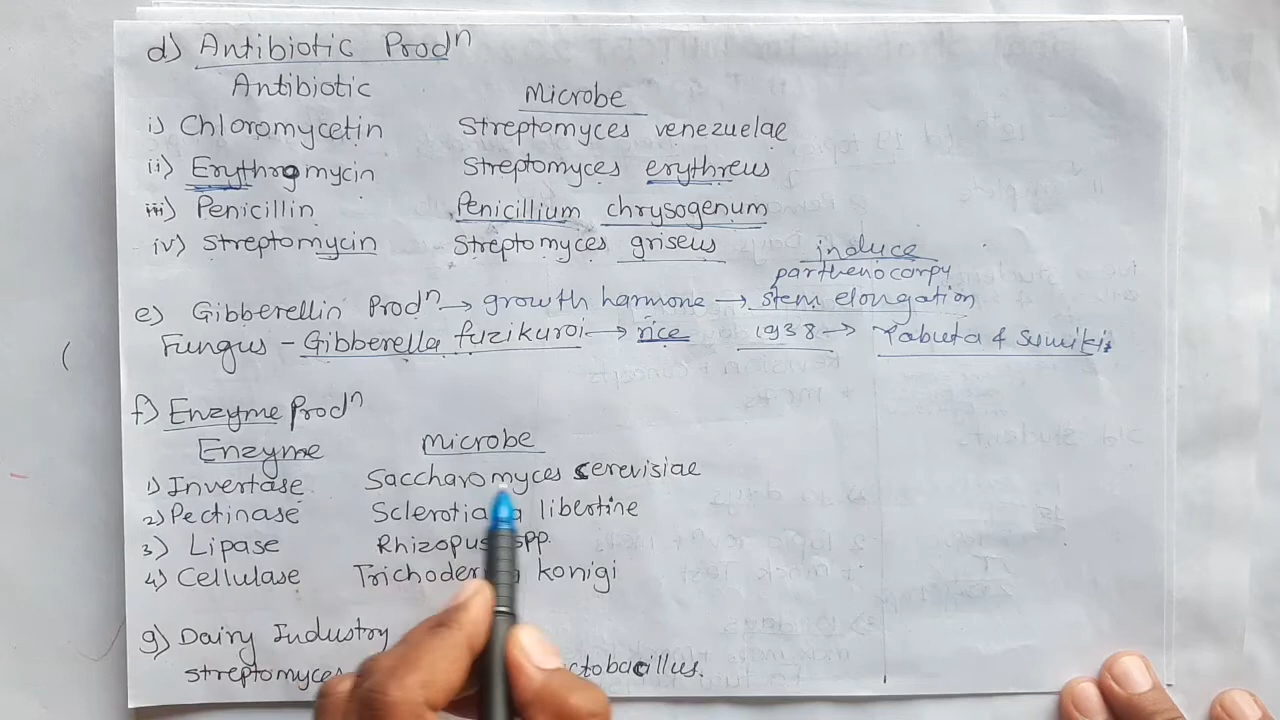 d) Antibiotic Prodⁿ
Antibiotic Microbe
i) Chloromycetin Streptomyces venezuelae
ii) Erythromycin Streptomyces erythreus
iii) Penicillin Penicillium chrysogenum
iv) Streptomycin Streptomyces griseus
induce
parthenocarpy
e) Gibberellin Prodⁿ → growth harmone → stem elongation
Fungus - Gibberella fuzikuroi → rice 1938 → Yabuta & Sumiki
f) Enzyme Prodⁿ
Enzyme Microbe
1) Invertase Saccharomyces cerevisiae
2) Pectinase libertine
3) Lipase Rhizopus spp.
4) Cellulase konigi
g) Dairy Industry
streptomyces